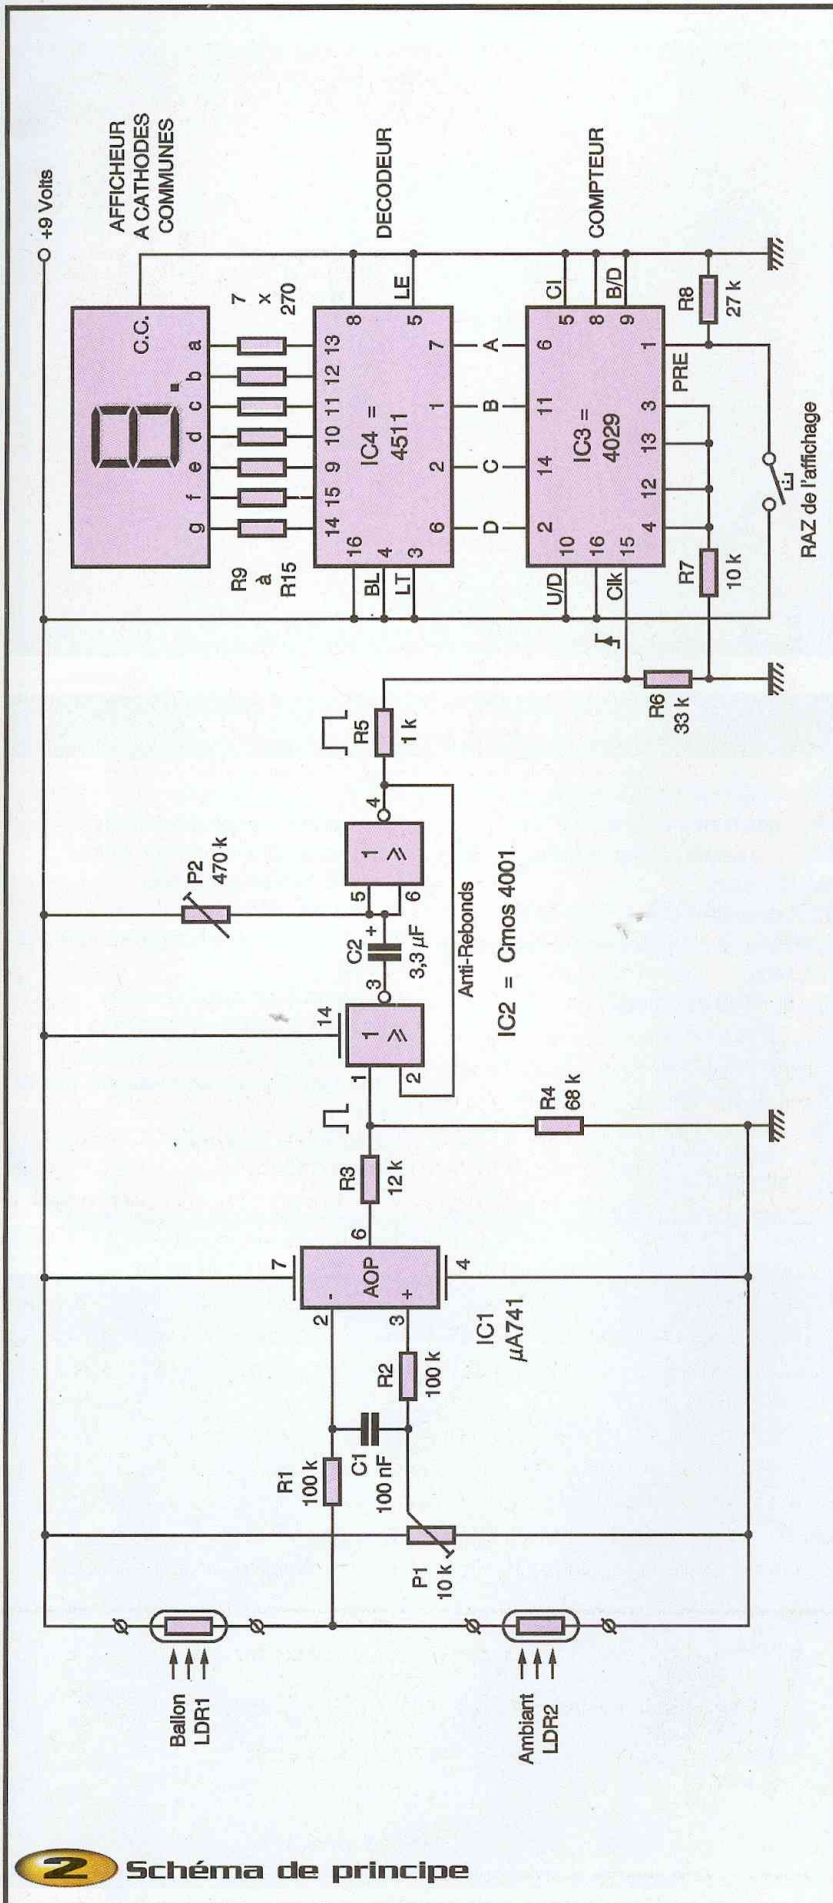 2 Schéma de principe
+9 Volts
Ballon
LDR1
Ambiant
LDR2
P1
10 k
R1
100 k
C1
100 nF
R2
100 k
2
3
-
+
AOP
7
4
6
IC1
µA741
R3
12 k
R4
68 k
1
2
1
≥
14
3
C2
+
3,3 µF
P2
470 k
5
6
1
≥
4
Anti-Rebonds
IC2 = Cmos 4001
R5
1 k
R6
33 k
R7
10 k
R8
27 k
RAZ de l'affichage
AFFICHEUR
A CATHODES
COMMUNES
C.C.
g f e d c b a
R9
à
R15
7
x
270
14 15 9 10 11 12 13
16
4
3
BL
LT
IC4 =
4511
8
5
LE
DECODEUR
6 2 1 7
D C B A
2 14 11 6
10
16
15
U/D
Clk
IC3 =
4029
5
8
9
CI
B/D
COMPTEUR
4 12 13 3 1
PRE